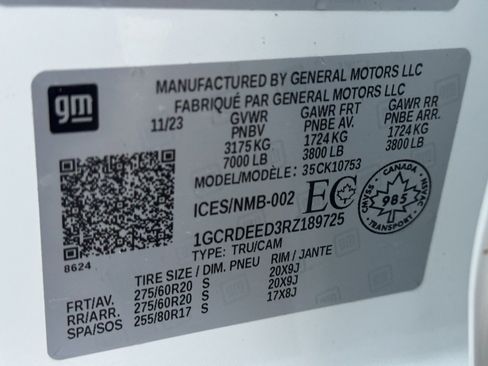 gm
MANUFACTURED BY GENERAL MOTORS LLC
FABRIQUÉ PAR GENERAL MOTORS LLC
11/23 GVWR GAWR FRT GAWR RR
PNBV PNBE AV. PNBE ARR.
3175 KG 1724 KG 1724 KG
7000 LB 3800 LB 3800 LB
MODEL/MODÈLE: 35CK10753
ICES/NMB-002 EC
CANADA
985
TRANSPORT
1GCRDEED3RZ189725
TYPE: TRU/CAM
8624
TIRE SIZE / DIM. PNEU RIM / JANTE
FRT/AV. 275/60R20 S 20X9J
RR/ARR. 275/60R20 S 20X9J
SPA/SOS 255/80R17 S 17X8J